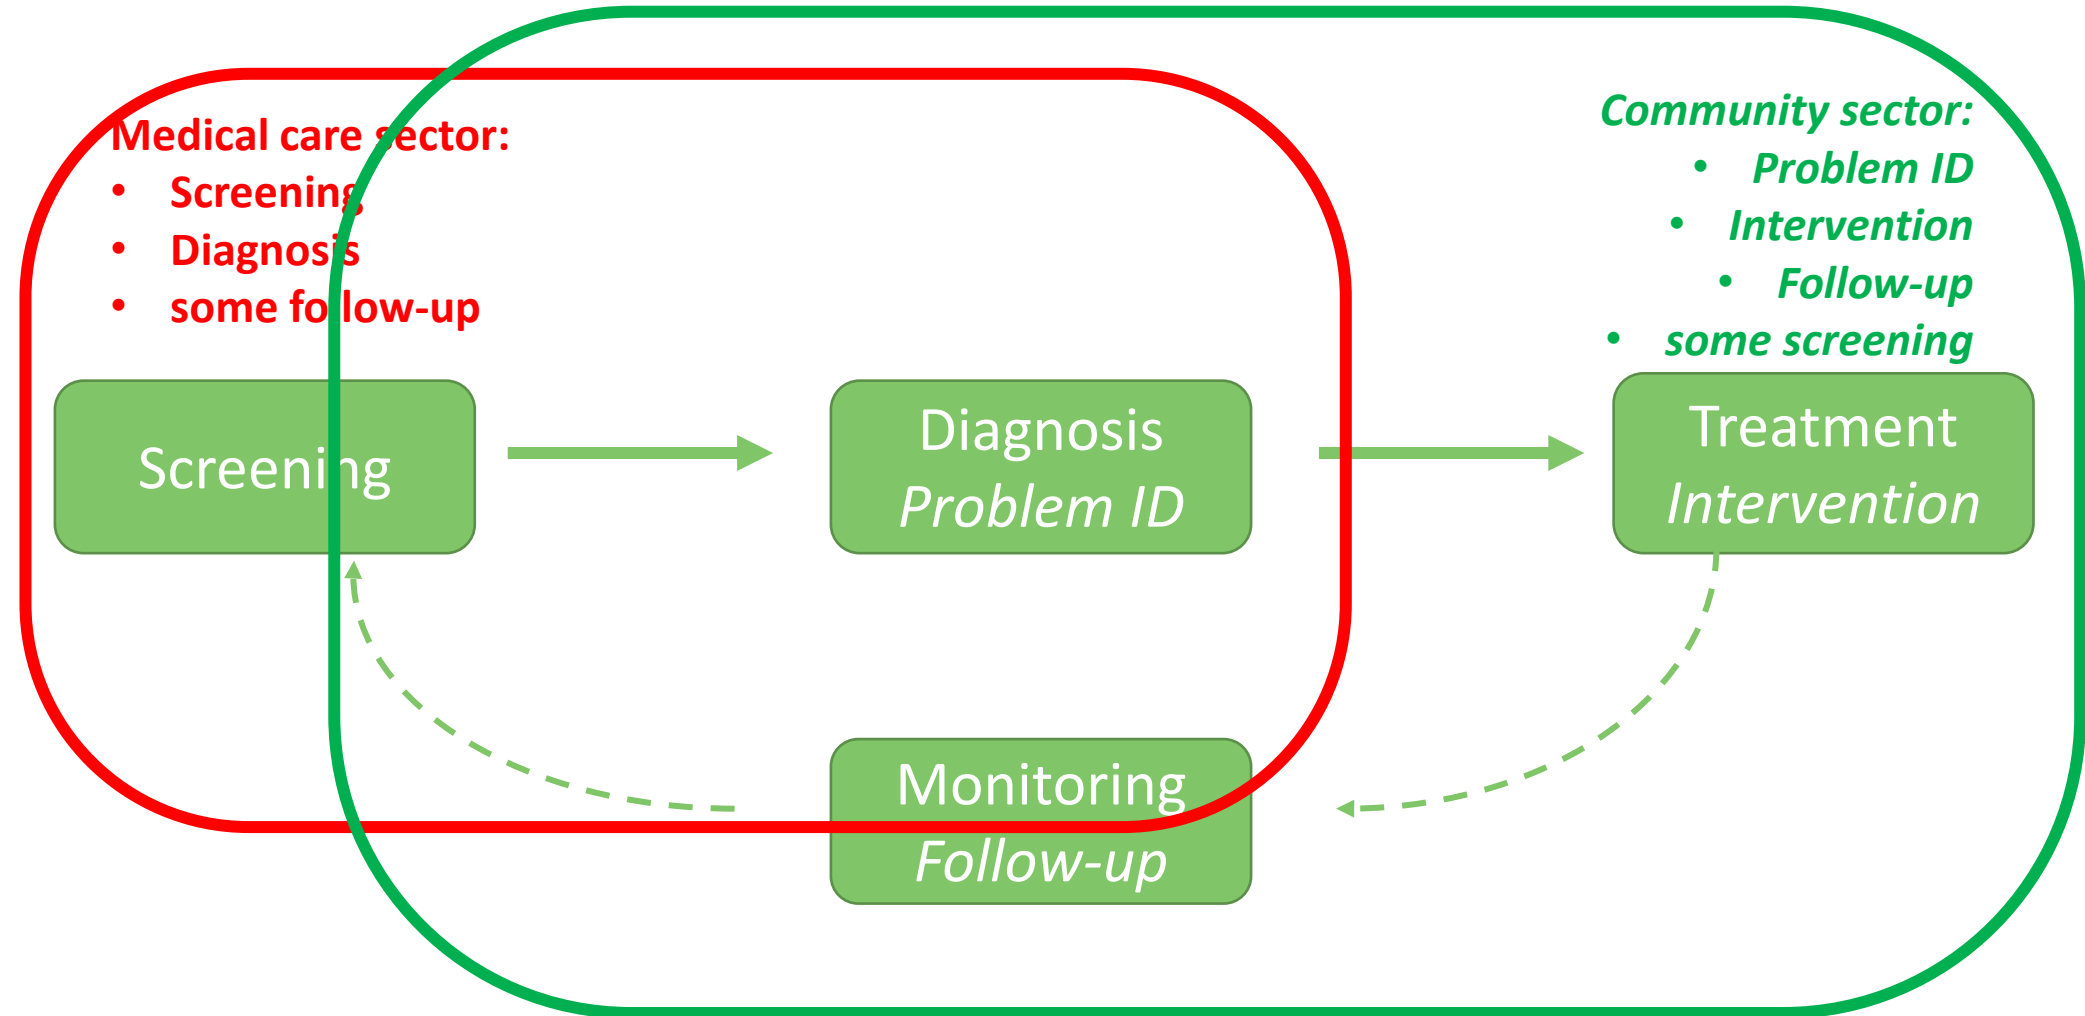 Medical care sector:
• Screening
• Diagnosis
• some follow-up
Community sector:
• Problem ID
• Intervention
• Follow-up
• some screening
Screening
Diagnosis
Problem ID
Treatment
Intervention
Monitoring
Follow-up